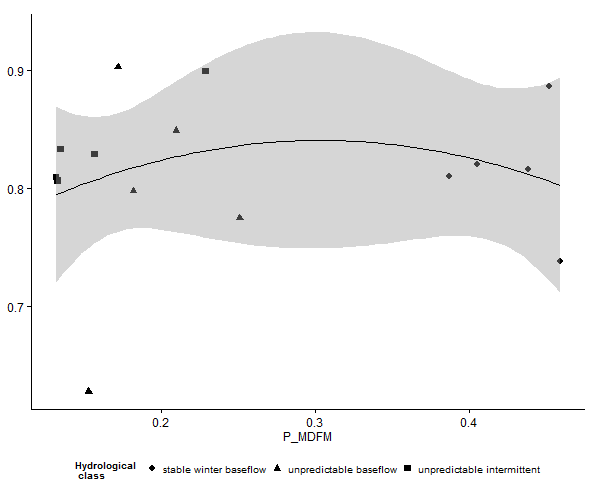 0.9
0.8
0.7
0.2 0.3 0.4
P_MDFM
Hydrological
class
stable winter baseflow unpredictable baseflow unpredictable intermittent